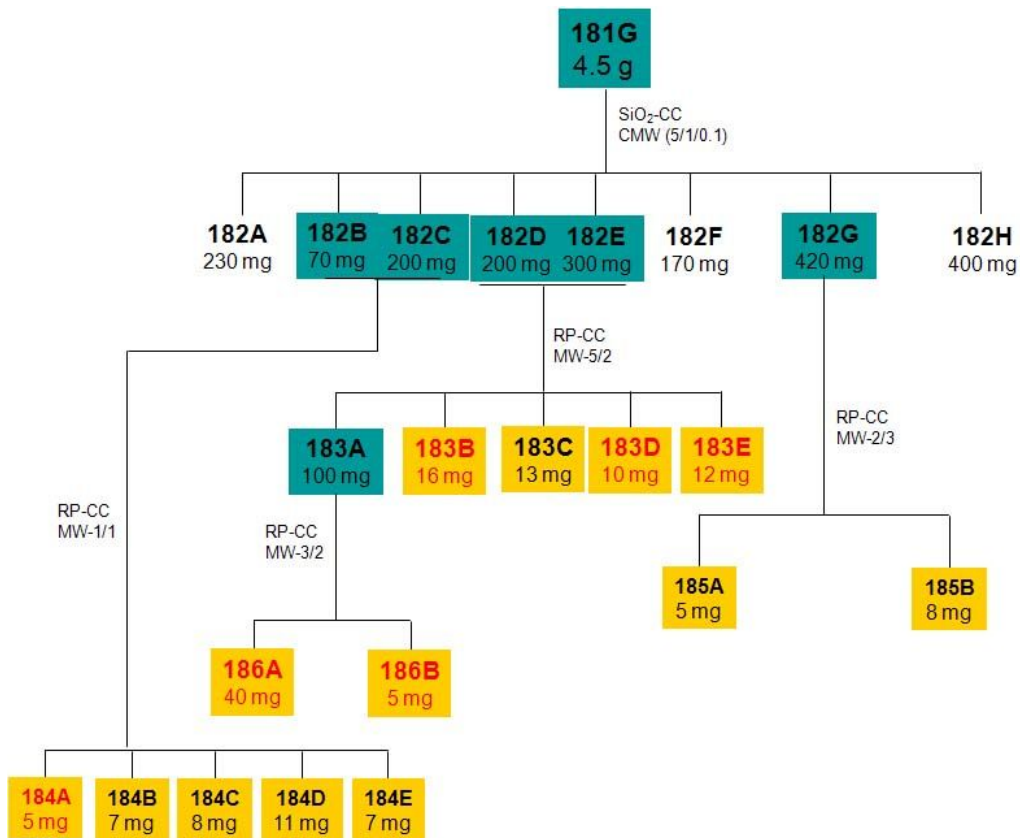 181G
4.5 g
SiO₂-CC
CMW (5/1/0.1)
182A
230 mg
182B
70 mg
182C
200 mg
182D
200 mg
182E
300 mg
182F
170 mg
182G
420 mg
182H
400 mg
RP-CC
MW-5/2
RP-CC
MW-2/3
183A
100 mg
183B
16 mg
183C
13 mg
183D
10 mg
183E
12 mg
RP-CC
MW-1/1
RP-CC
MW-3/2
185A
5 mg
185B
8 mg
186A
40 mg
186B
5 mg
184A
5 mg
184B
7 mg
184C
8 mg
184D
11 mg
184E
7 mg